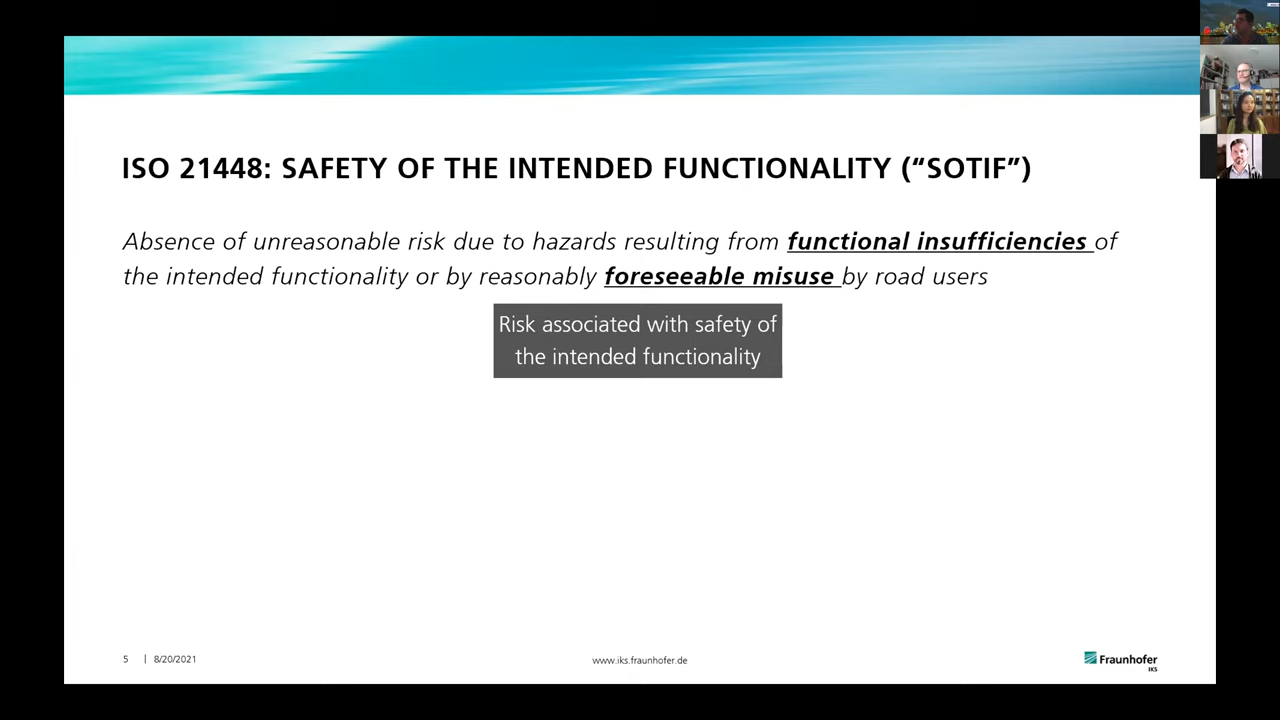 ISO 21448: SAFETY OF THE INTENDED FUNCTIONALITY (“SOTIF”)
Absence of unreasonable risk due to hazards resulting from functional insufficiencies of
the intended functionality or by reasonably foreseeable misuse by road users
Risk associated with safety of
the intended functionality
5 | 8/20/2021
www.iks.fraunhofer.de
Fraunhofer
IKS